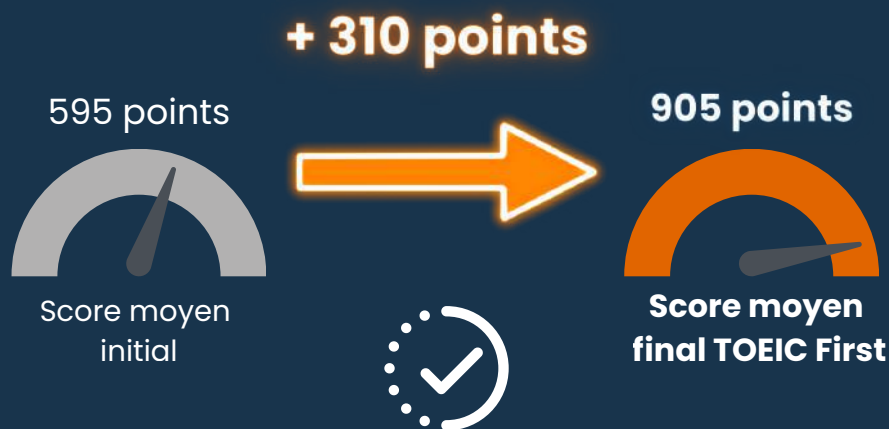 + 310 points
595 points
905 points
Score moyen
initial
Score moyen
final TOEIC First